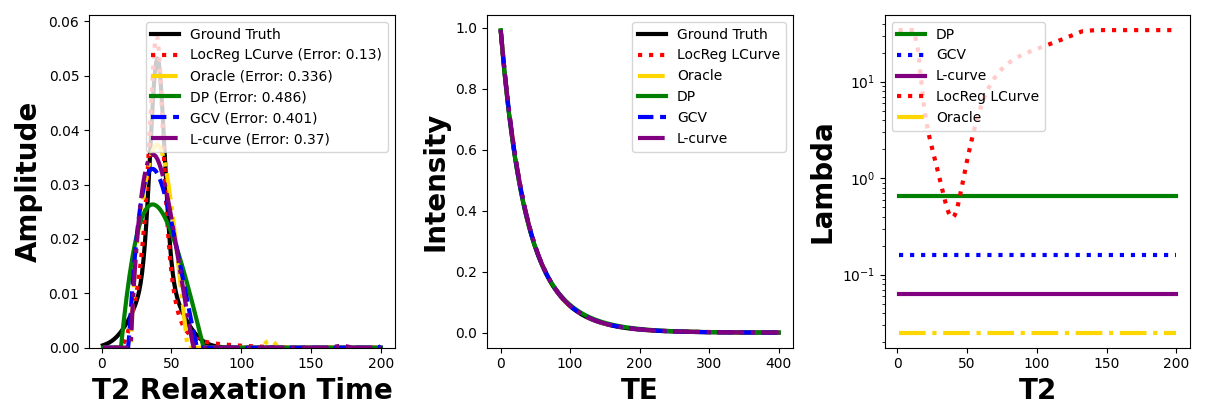 0.06
0.05
0.04
0.03
0.02
0.01
0.00
Amplitude
Ground Truth
LocReg LCurve (Error: 0.13)
Oracle (Error: 0.336)
DP (Error: 0.486)
GCV (Error: 0.401)
L-curve (Error: 0.37)
0 50 100 150 200
T2 Relaxation Time
1.0
0.8
0.6
0.4
0.2
0.0
Intensity
Ground Truth
LocReg LCurve
Oracle
DP
GCV
L-curve
0 100 200 300 400
TE
10¹
10⁰
10⁻¹
Lambda
DP
GCV
L-curve
LocReg LCurve
Oracle
0 50 100 150 200
T2